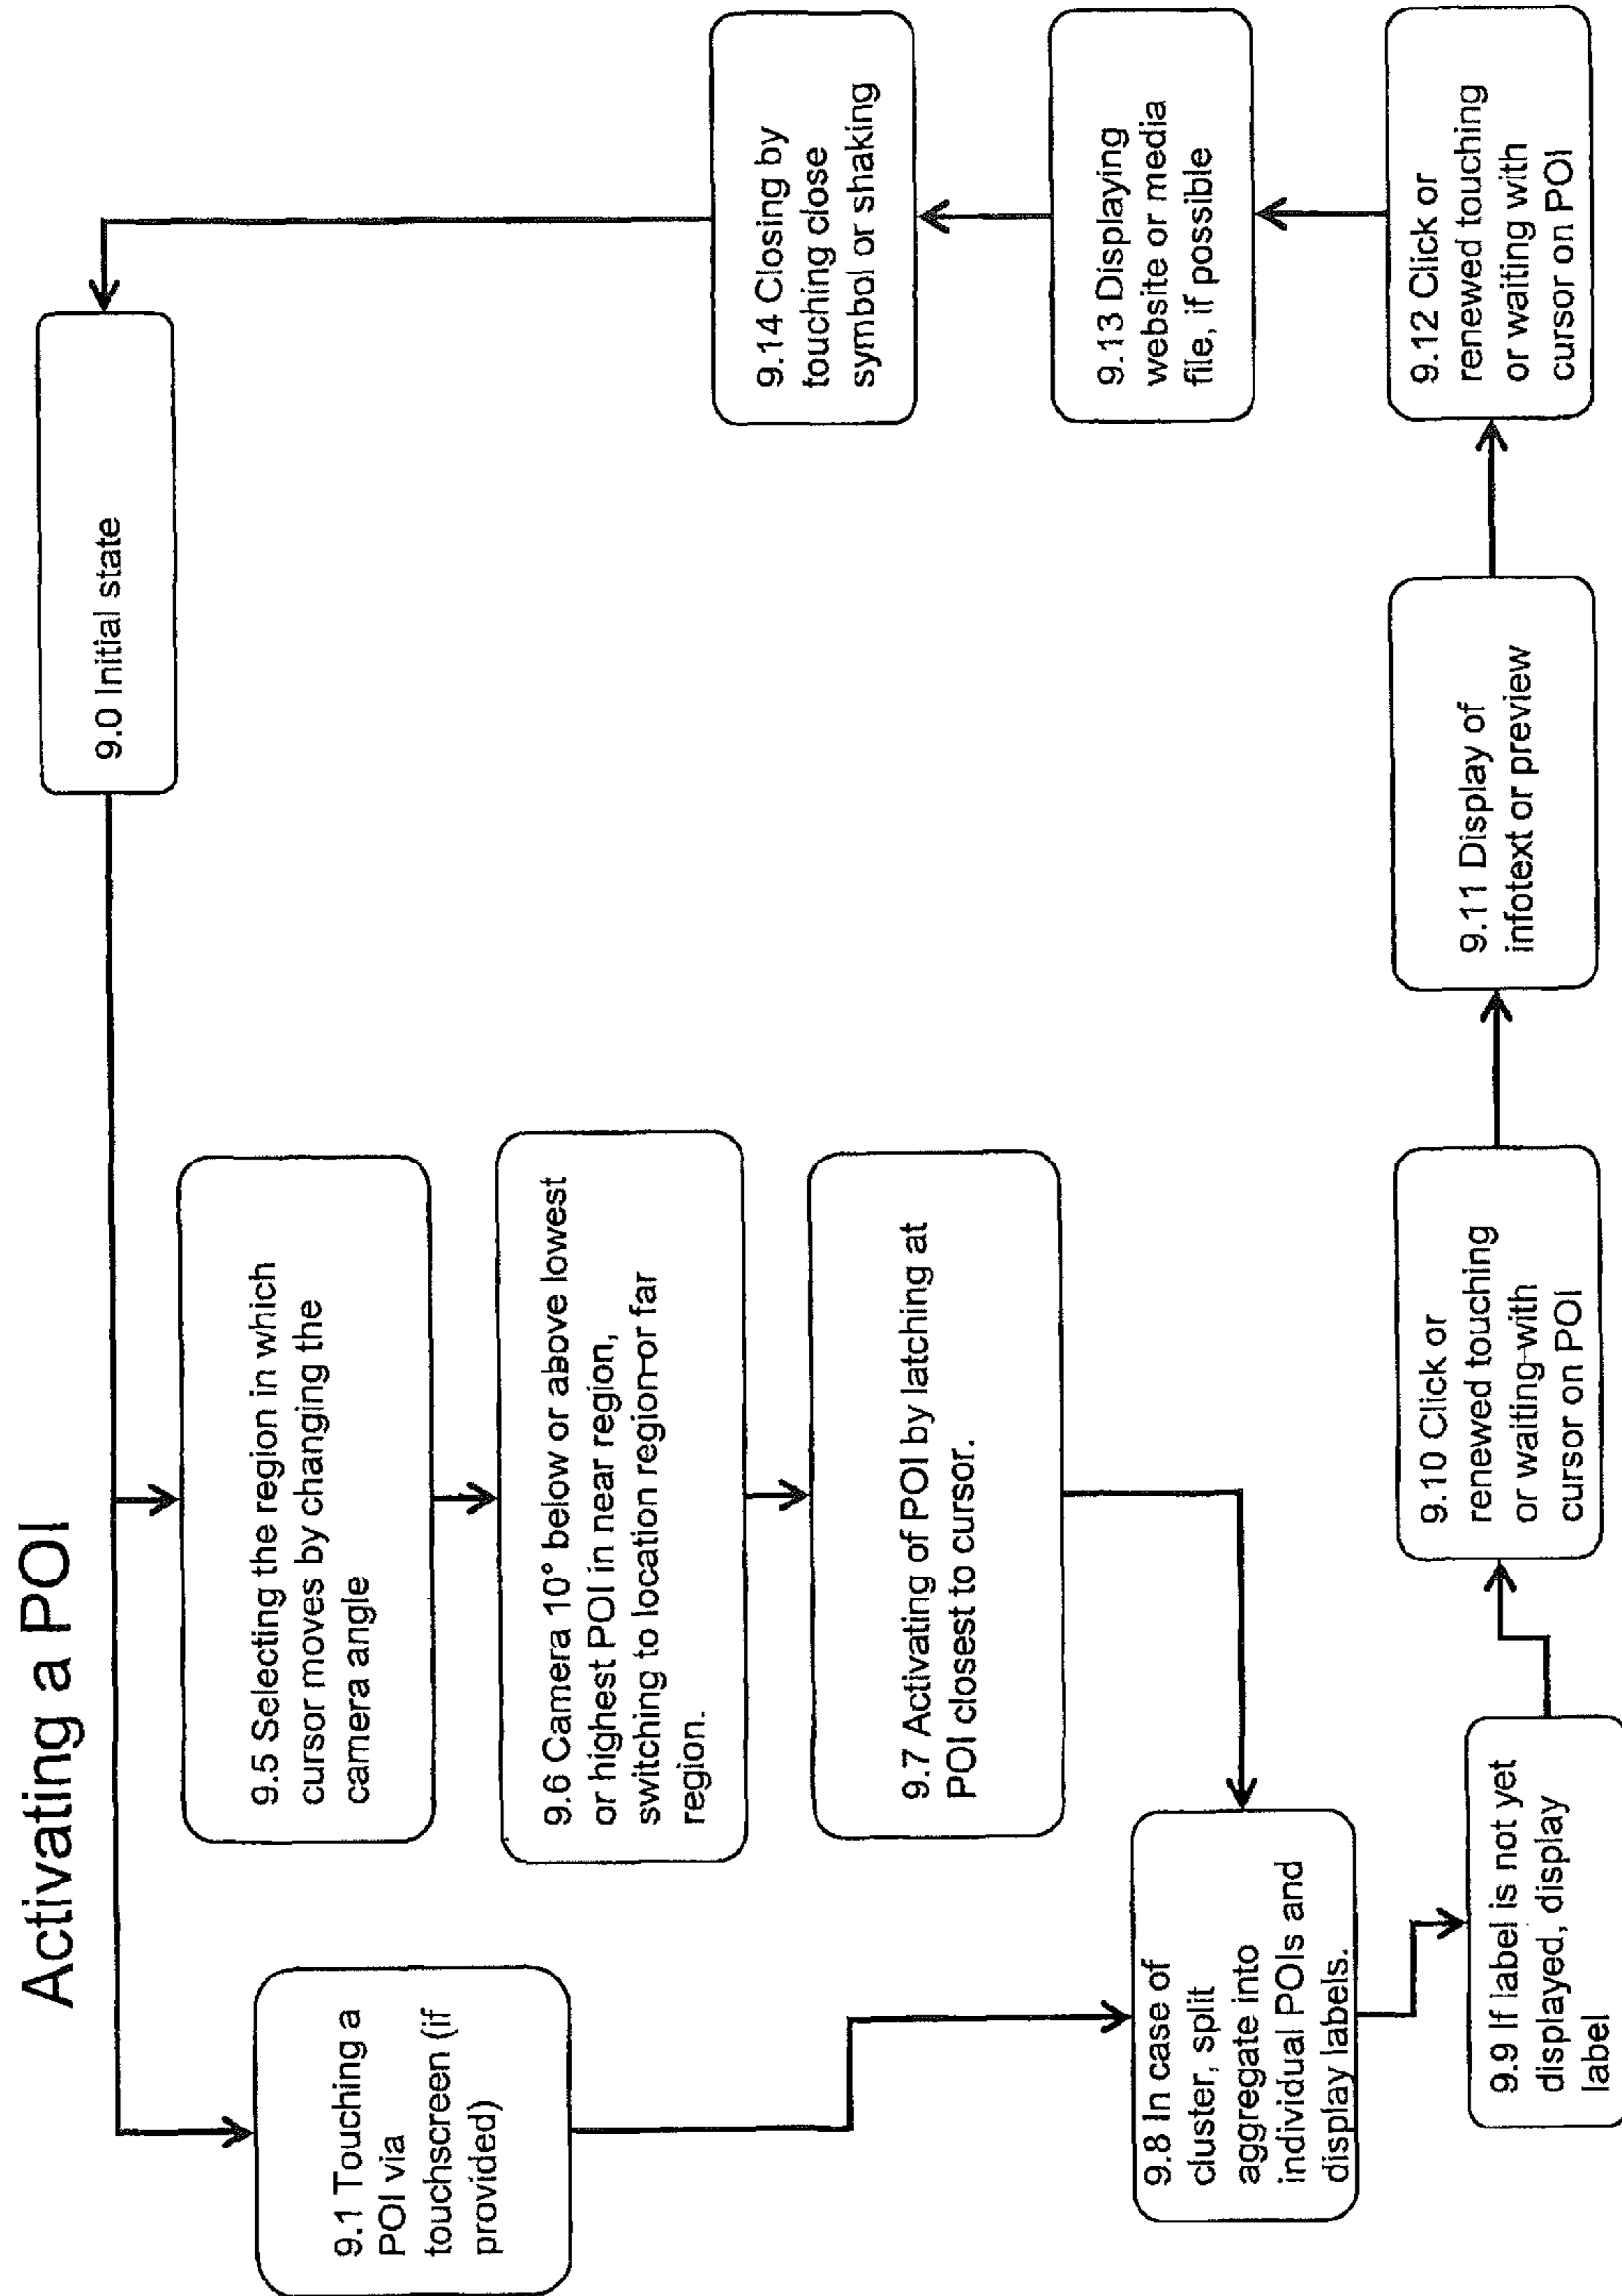 Activating a POI
9.0 Initial state
9.1 Touching a
POI via
touchscreen (if
provided)
9.5 Selecting the region in which
cursor moves by changing the
camera angle
9.6 Camera 10° below or above lowest
or highest POI in near region,
switching to location region or far
region.
9.7 Activating of POI by latching at
POI closest to cursor.
9.8 In case of
cluster, split
aggregate into
individual POIs and
display labels.
9.9 If label is not yet
displayed, display
label
9.10 Click or
renewed touching
or waiting with
cursor on POI
9.11 Display of
infotext or preview
9.12 Click or
renewed touching
or waiting with
cursor on POI
9.13 Displaying
website or media
file, if possible
9.14 Closing by
touching close
symbol or shaking